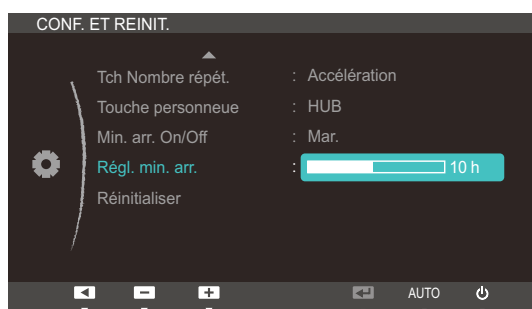 CONF. ET REINIT.
Tch Nombre répét. : Accélération
Touche personneue : HUB
Min. arr. On/Off : Mar.
Régl. min. arr. : 10 h
Réinitialiser
AUTO